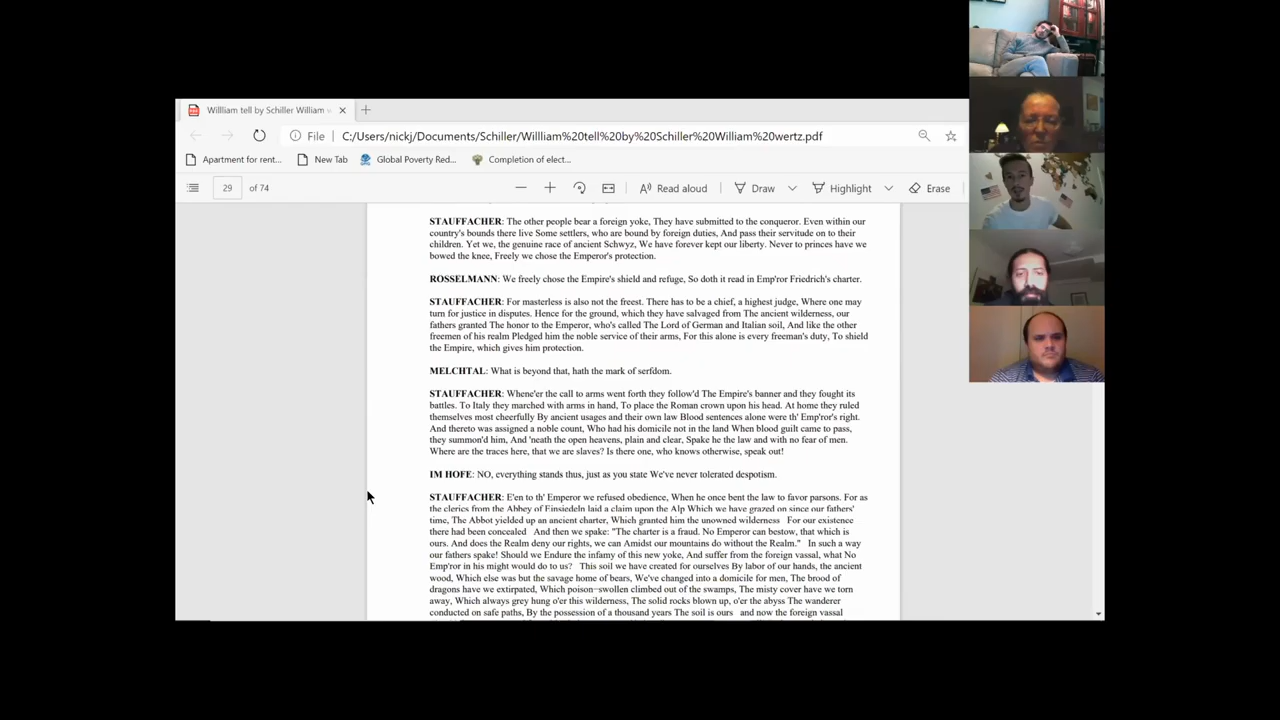 Willliam tell by Schiller William w
File C:/Users/nickj/Documents/Schiller/Willliam%20tell%20by%20Schiller%20William%20wertz.pdf
Apartment for rent... New Tab Global Poverty Red... Completion of elect...
29 of 74 Read aloud Draw Highlight Erase
STAUFFACHER: The other people bear a foreign yoke, They have submitted to the conqueror. Even within our
country's bounds there live Some settlers, who are bound by foreign duties, And pass their servitude on to their
children. Yet we, the genuine race of ancient Schwyz, We have forever kept our liberty. Never to princes have we
bowed the knee, Freely we chose the Emperor's protection.
ROSSELMANN: We freely chose the Empire's shield and refuge, So doth it read in Emp'ror Friedrich's charter.
STAUFFACHER: For masterless is also not the freest. There has to be a chief, a highest judge, Where one may
turn for justice in disputes. Hence for the ground, which they have salvaged from The ancient wilderness, our
fathers granted The honor to the Emperor, who's called The Lord of German and Italian soil, And like the other
freemen of his realm Pledged him the noble service of their arms, For this alone is every freeman's duty, To shield
the Empire, which gives him protection.
MELCHTAL: What is beyond that, hath the mark of serfdom.
STAUFFACHER: Whene'er the call to arms went forth they follow'd The Empire's banner and they fought its
battles. To Italy they marched with arms in hand, To place the Roman crown upon his head. At home they ruled
themselves most cheerfully By ancient usages and their own law Blood sentences alone were th' Emp'ror's right.
And thereto was assigned a noble count, Who had his domicile not in the land When blood guilt came to pass,
they summon'd him, And 'neath the open heavens, plain and clear, Spake he the law and with no fear of men.
Where are the traces here, that we are slaves? Is there one, who knows otherwise, speak out!
IM HOFE: NO, everything stands thus, just as you state We've never tolerated despotism.
STAUFFACHER: E'en to th' Emperor we refused obedience, When he once bent the law to favor parsons. For as
the clerics from the Abbey of Einsiedeln laid a claim upon the Alp Which we have grazed on since our fathers'
time, The Abbot yielded up an ancient charter, Which granted him the unowned wilderness For our existence
there had been concealed And then we spake: "The charter is a fraud. No Emperor can bestow, that which is
ours. And does the Realm deny our rights, we can Amidst our mountains do without the Realm." In such a way
our fathers spake! Should we Endure the infamy of this new yoke, And suffer from the foreign vassal, what No
Emp'ror in his might would do to us? This soil we have created for ourselves By labor of our hands, the ancient
wood, Which else was but the savage home of bears, We've changed into a domicile for men, The brood of
dragons have we extirpated, Which poison-swollen climbed out of the swamps, The misty cover have we torn
away, Which always grey hung o'er this wilderness, The solid rocks blown up, o'er the abyss The wanderer
conducted on safe paths, By the possession of a thousand years The soil is ours and now the foreign vassal